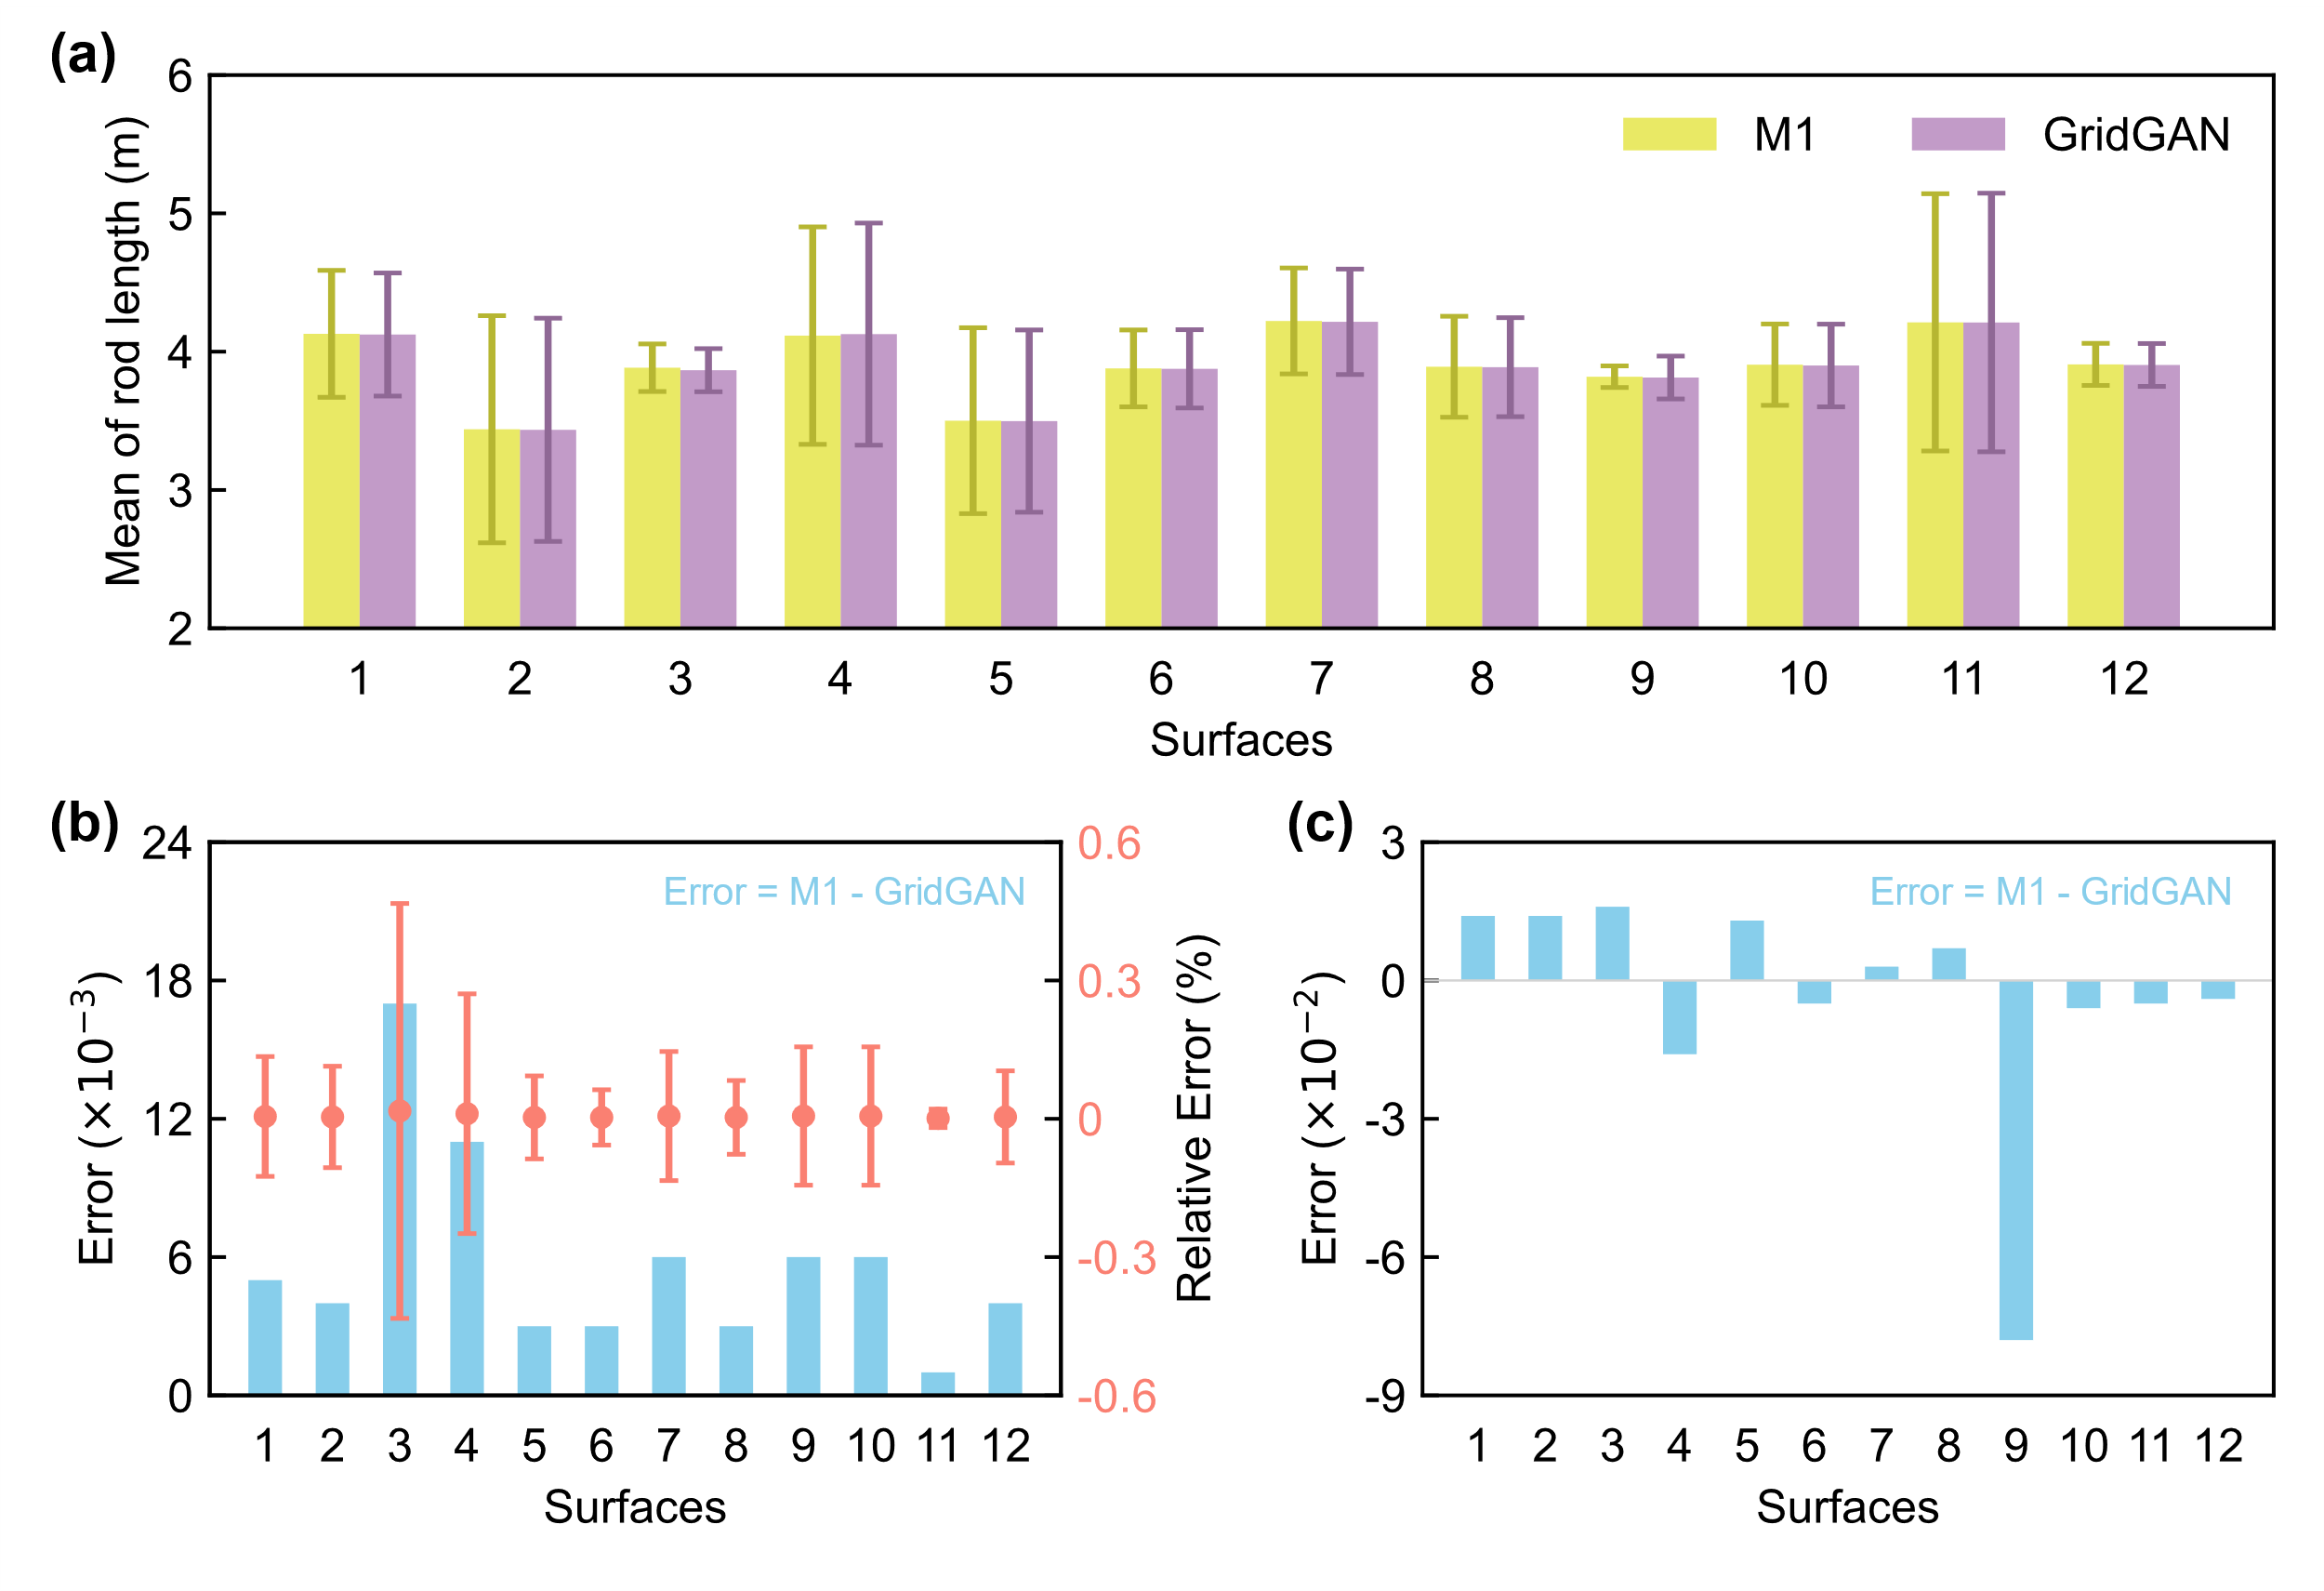 (a)
6
5
4
3
2
Mean of rod length (m)
M1 GridGAN
1 2 3 4 5 6 7 8 9 10 11 12
Surfaces
(b)
24
18
12
6
0
Error (×10⁻³)
Error = M1 - GridGAN
0.6
0.3
0
-0.3
-0.6
Relative Error (%)
1 2 3 4 5 6 7 8 9 10 11 12
Surfaces
(c)
3
0
-3
-6
-9
Error (×10⁻²)
Error = M1 - GridGAN
1 2 3 4 5 6 7 8 9 10 11 12
Surfaces